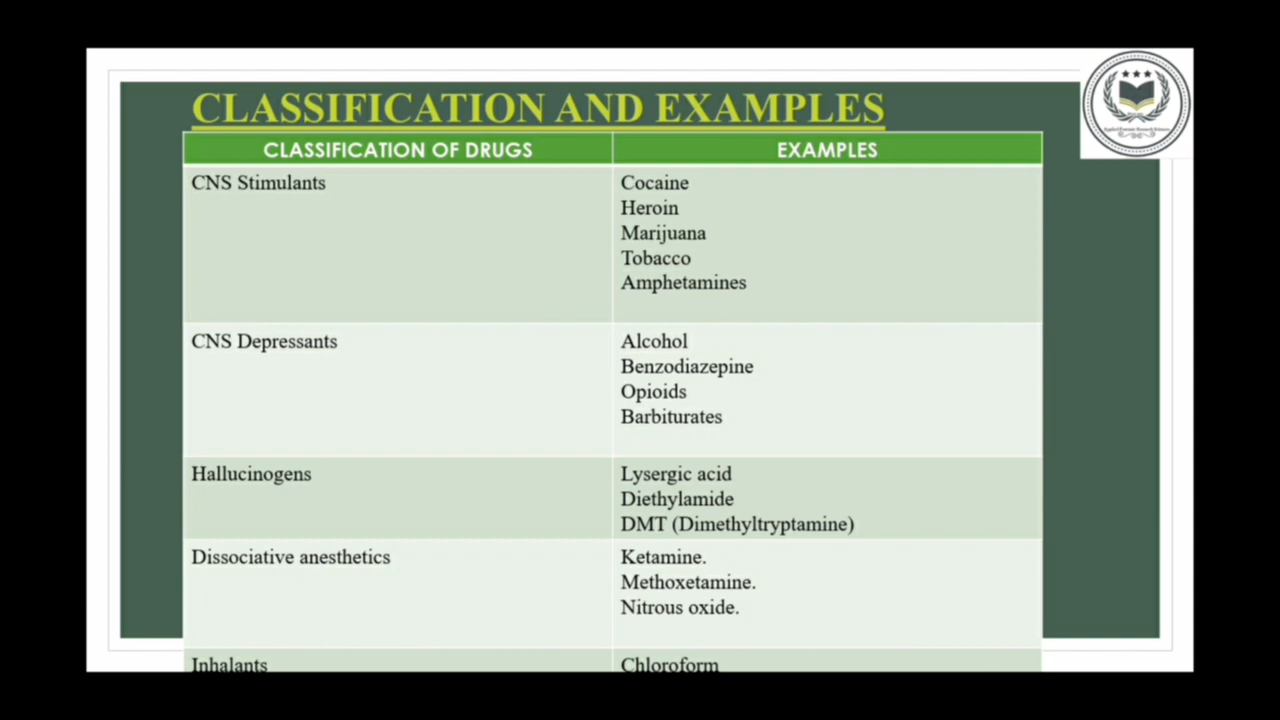 CLASSIFICATION AND EXAMPLES
CLASSIFICATION OF DRUGS
EXAMPLES
CNS Stimulants
Cocaine
Heroin
Marijuana
Tobacco
Amphetamines
CNS Depressants
Alcohol
Benzodiazepine
Opioids
Barbiturates
Hallucinogens
Lysergic acid
Diethylamide
DMT (Dimethyltryptamine)
Dissociative anesthetics
Ketamine.
Methoxetamine.
Nitrous oxide.
Inhalants
Chloroform